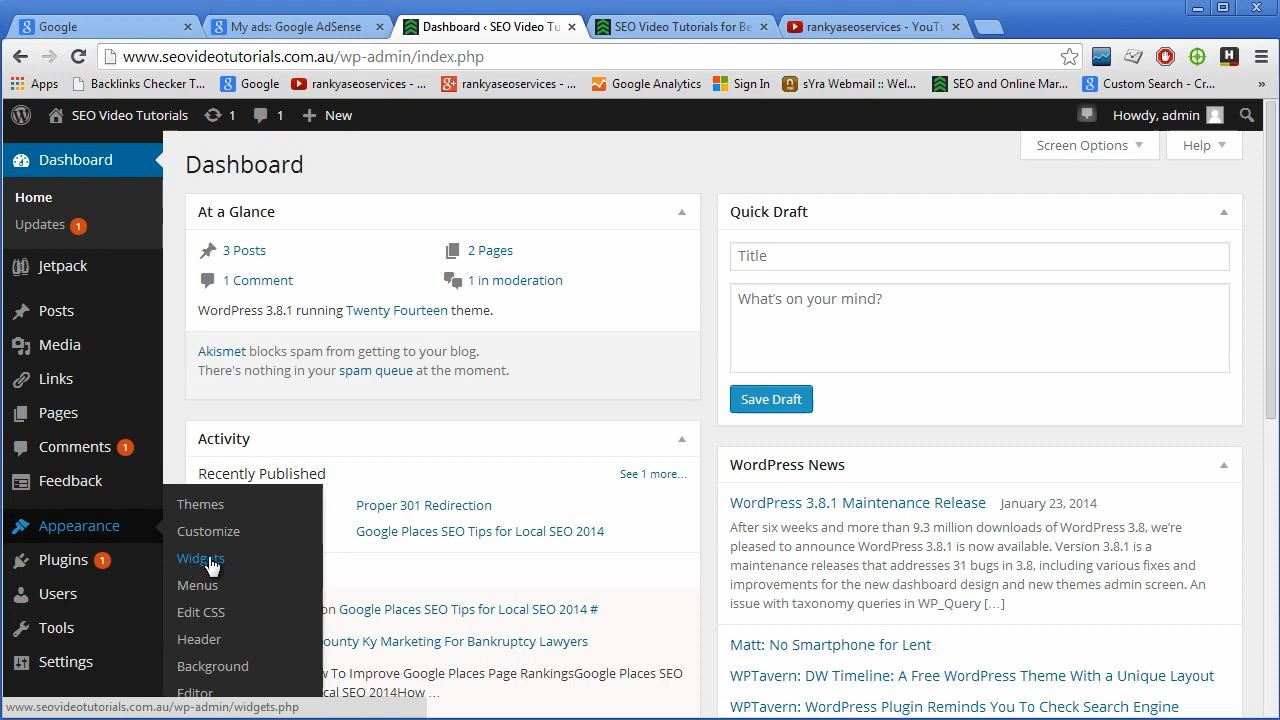 Google
My ads: Google AdSense
Dashboard ‹ SEO Video Tu
SEO Video Tutorials for Be
rankyaseoservices - YouT
www.seovideotutorials.com.au/wp-admin/index.php
Apps
Backlinks Checker T...
Google
rankyaseoservices - ...
rankyaseoservices - ...
Google Analytics
Sign In
sYra Webmail :: Wel...
SEO and Online Mar...
Custom Search - Cr...
»
SEO Video Tutorials
1
1
New
Howdy, admin
Dashboard
Home
Updates 1
Jetpack
Posts
Media
Links
Pages
Comments 1
Feedback
Appearance
Plugins 1
Users
Tools
Settings
Themes
Customize
Widgets
Menus
Edit CSS
Header
Background
Editor
Dashboard
Screen Options
Help
At a Glance
3 Posts
2 Pages
1 Comment
1 in moderation
WordPress 3.8.1 running Twenty Fourteen theme.
Akismet blocks spam from getting to your blog.
There's nothing in your spam queue at the moment.
Activity
Recently Published
See 1 more...
Proper 301 Redirection
Google Places SEO Tips for Local SEO 2014
on Google Places SEO Tips for Local SEO 2014 #
ounty Ky Marketing For Bankruptcy Lawyers
To Improve Google Places Page RankingsGoogle Places SEO
cal SEO 2014How ...
Quick Draft
Title
What's on your mind?
Save Draft
WordPress News
WordPress 3.8.1 Maintenance Release January 23, 2014
After six weeks and more than 9.3 million downloads of WordPress 3.8, we're
pleased to announce WordPress 3.8.1 is now available. Version 3.8.1 is a
maintenance releases that addresses 31 bugs in 3.8, including various fixes and
improvements for the new dashboard design and new themes admin screen. An
issue with taxonomy queries in WP_Query […]
Matt: No Smartphone for Lent
WPTavern: DW Timeline: A Free WordPress Theme With a Unique Layout
WPTavern: WordPress Plugin Reminds You To Check Search Engine
www.seovideotutorials.com.au/wp-admin/widgets.php